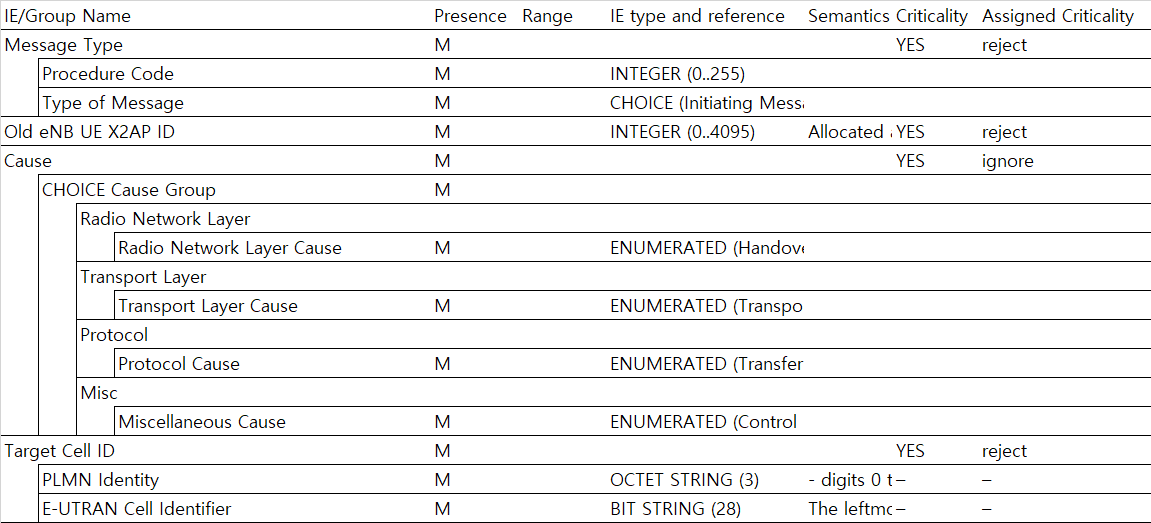 IE/Group Name Presence Range IE type and reference Semantics Criticality Assigned Criticality
Message Type M YES reject
Procedure Code M INTEGER (0..255)
Type of Message M CHOICE (Initiating Messa
Old eNB UE X2AP ID M INTEGER (0..4095) Allocated a YES reject
Cause M YES ignore
CHOICE Cause Group M
Radio Network Layer
Radio Network Layer Cause M ENUMERATED (Handove
Transport Layer
Transport Layer Cause M ENUMERATED (Transpo
Protocol
Protocol Cause M ENUMERATED (Transfer
Misc
Miscellaneous Cause M ENUMERATED (Control
Target Cell ID M YES reject
PLMN Identity M OCTET STRING (3) - digits 0 t – –
E-UTRAN Cell Identifier M BIT STRING (28) The leftmo – –